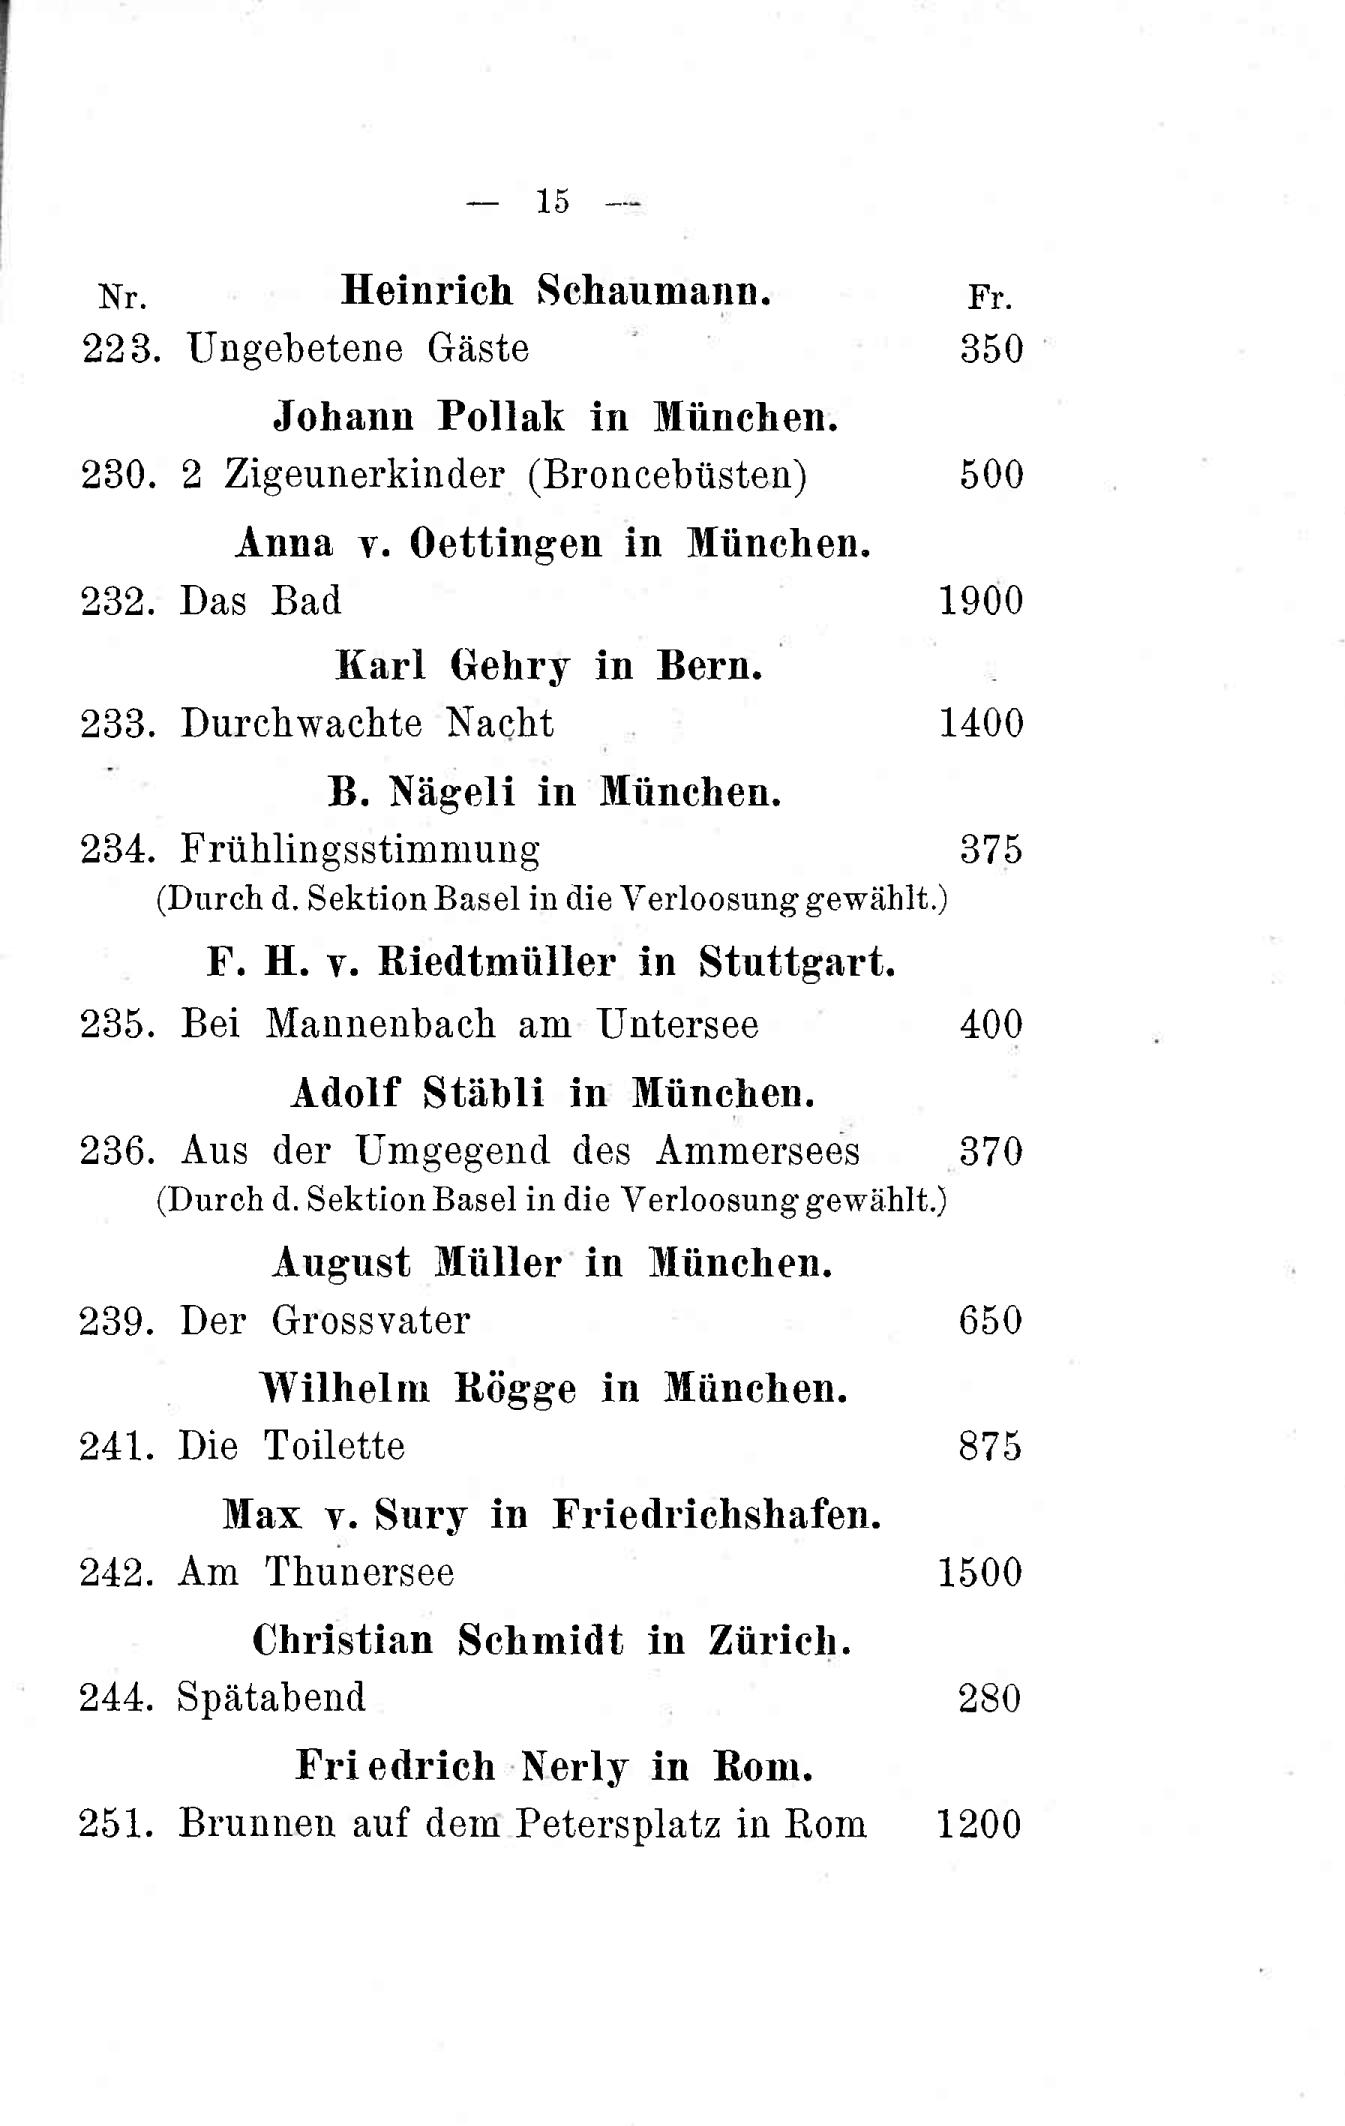 — 15 —
Nr. Heinrich Schaumann. Fr.
223. Ungebetene Gäste 350
Johann Pollak in München.
230. 2 Zigeunerkinder (Broncebüsten) 500
Anna v. Oettingen in München.
232. Das Bad 1900
Karl Gehry in Bern.
233. Durchwachte Nacht 1400
B. Nägeli in München.
234. Frühlingsstimmung 375
(Durch d. Sektion Basel in die Verloosung gewählt.)
F. H. v. Riedtmüller in Stuttgart.
235. Bei Mannenbach am Untersee 400
Adolf Stäbli in München.
236. Aus der Umgegend des Ammersees 370
(Durch d. Sektion Basel in die Verloosung gewählt.)
August Müller in München.
239. Der Grossvater 650
Wilhelm Rögge in München.
241. Die Toilette 875
Max v. Sury in Friedrichshafen.
242. Am Thunersee 1500
Christian Schmidt in Zürich.
244. Spätabend 280
Friedrich Nerly in Rom.
251. Brunnen auf dem Petersplatz in Rom 1200